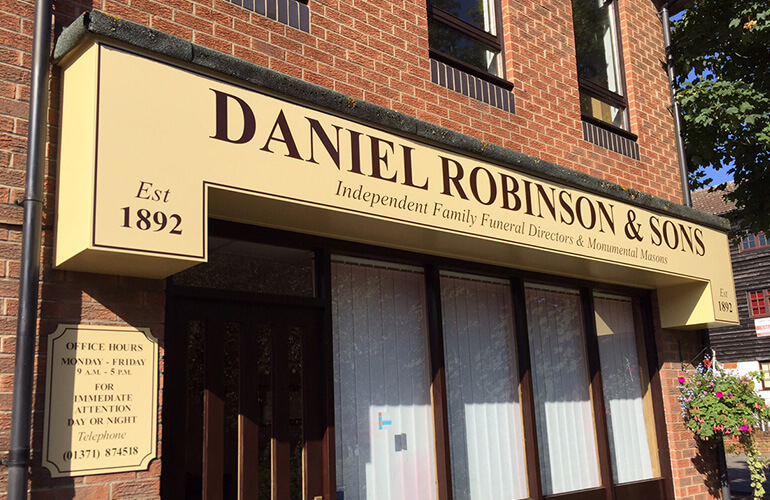 DANIEL ROBINSON & SONS
Independent Family Funeral Directors & Monumental Masons
Est
1892
Est
1892
OFFICE HOURS
MONDAY - FRIDAY
9 A.M. - 5 P.M.
FOR
IMMEDIATE
ATTENTION
DAY OR NIGHT
Telephone
(01371) 874518